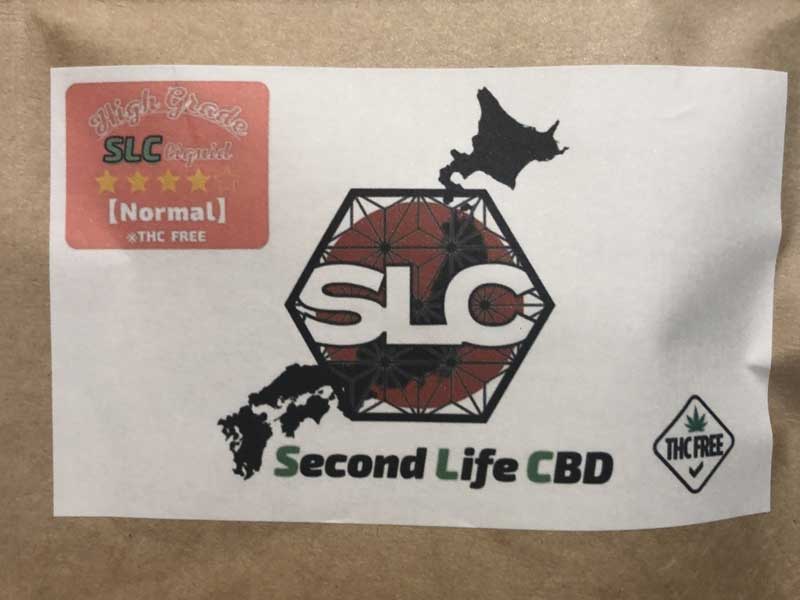 High Grade
SLC liquid
★★★★☆
【Normal】
※THC FREE
SLC
Second Life CBD
THC FREE